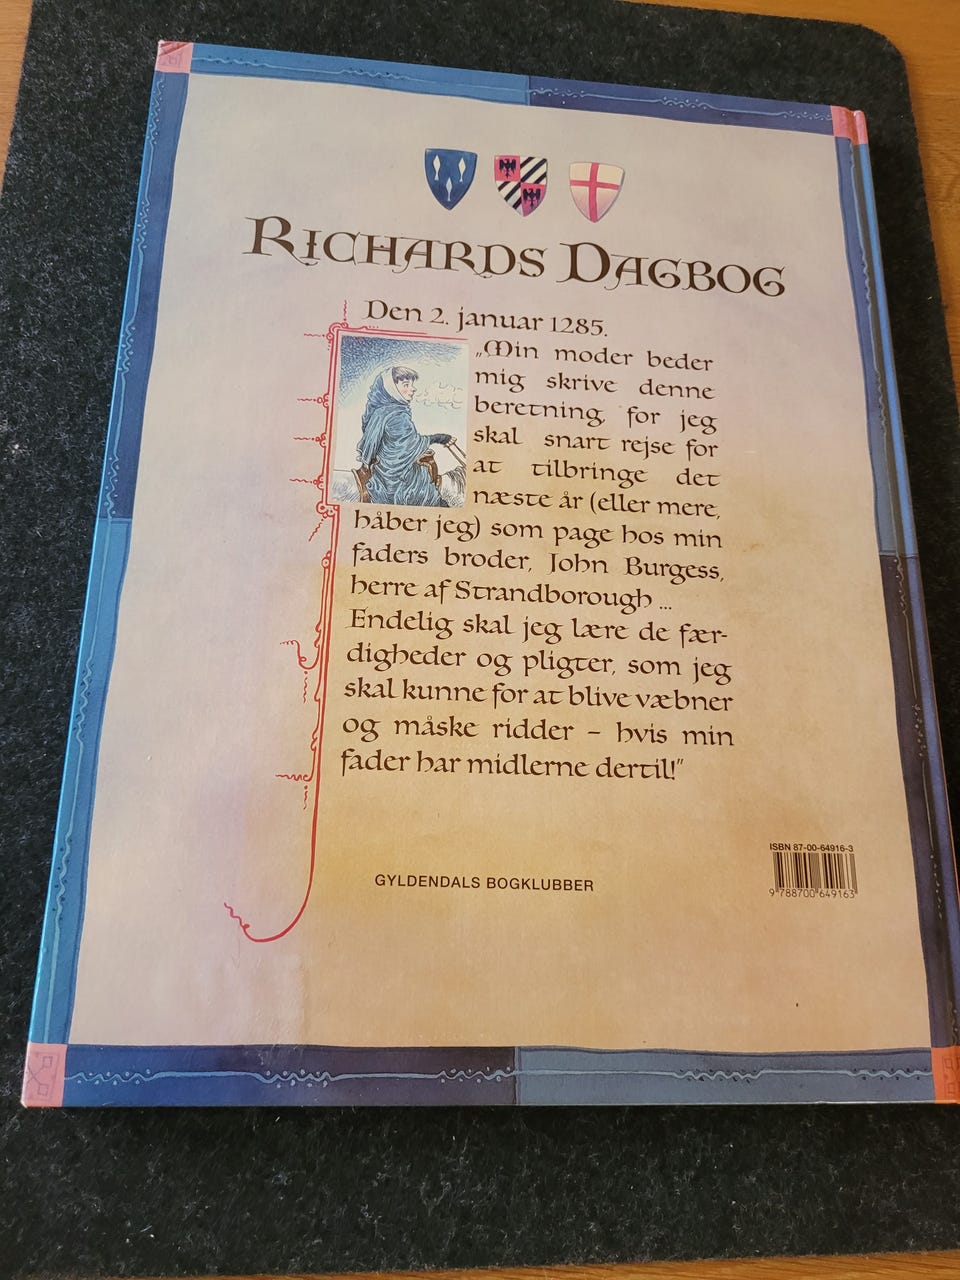 RICHARDS DAGBOG
Den 2. januar 1285.
„Min moder beder
mig skrive denne
beretning, for jeg
skal snart rejse for
at tilbringe det
næste år (eller mere,
håber jeg) som page hos min
faders broder, John Burgess,
herre af Strandborough ...
Endelig skal jeg lære de fær-
digheder og pligter, som jeg
skal kunne for at blive væbner
og måske ridder – hvis min
fader har midlerne dertil!”
GYLDENDALS BOGKLUBBER
ISBN 87-00-64916-3
9 788700 649163